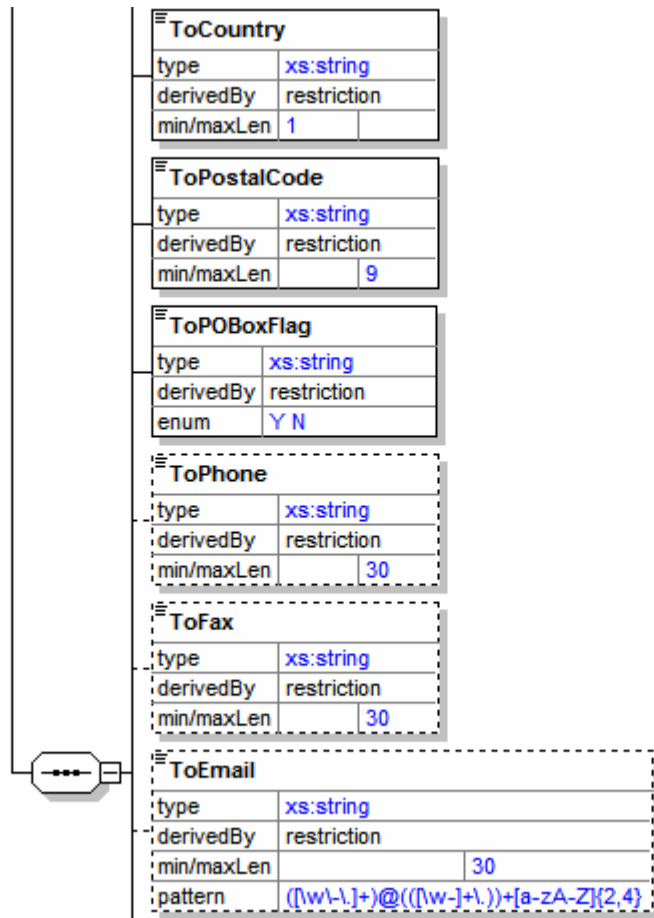 ToCountry
type xs:string
derivedBy restriction
min/maxLen 1
ToPostalCode
type xs:string
derivedBy restriction
min/maxLen 9
ToPOBoxFlag
type xs:string
derivedBy restriction
enum Y N
ToPhone
type xs:string
derivedBy restriction
min/maxLen 30
ToFax
type xs:string
derivedBy restriction
min/maxLen 30
ToEmail
type xs:string
derivedBy restriction
min/maxLen 30
pattern ([\w\-\.]+)@(([\w-]+\.))+[a-zA-Z]{2,4}